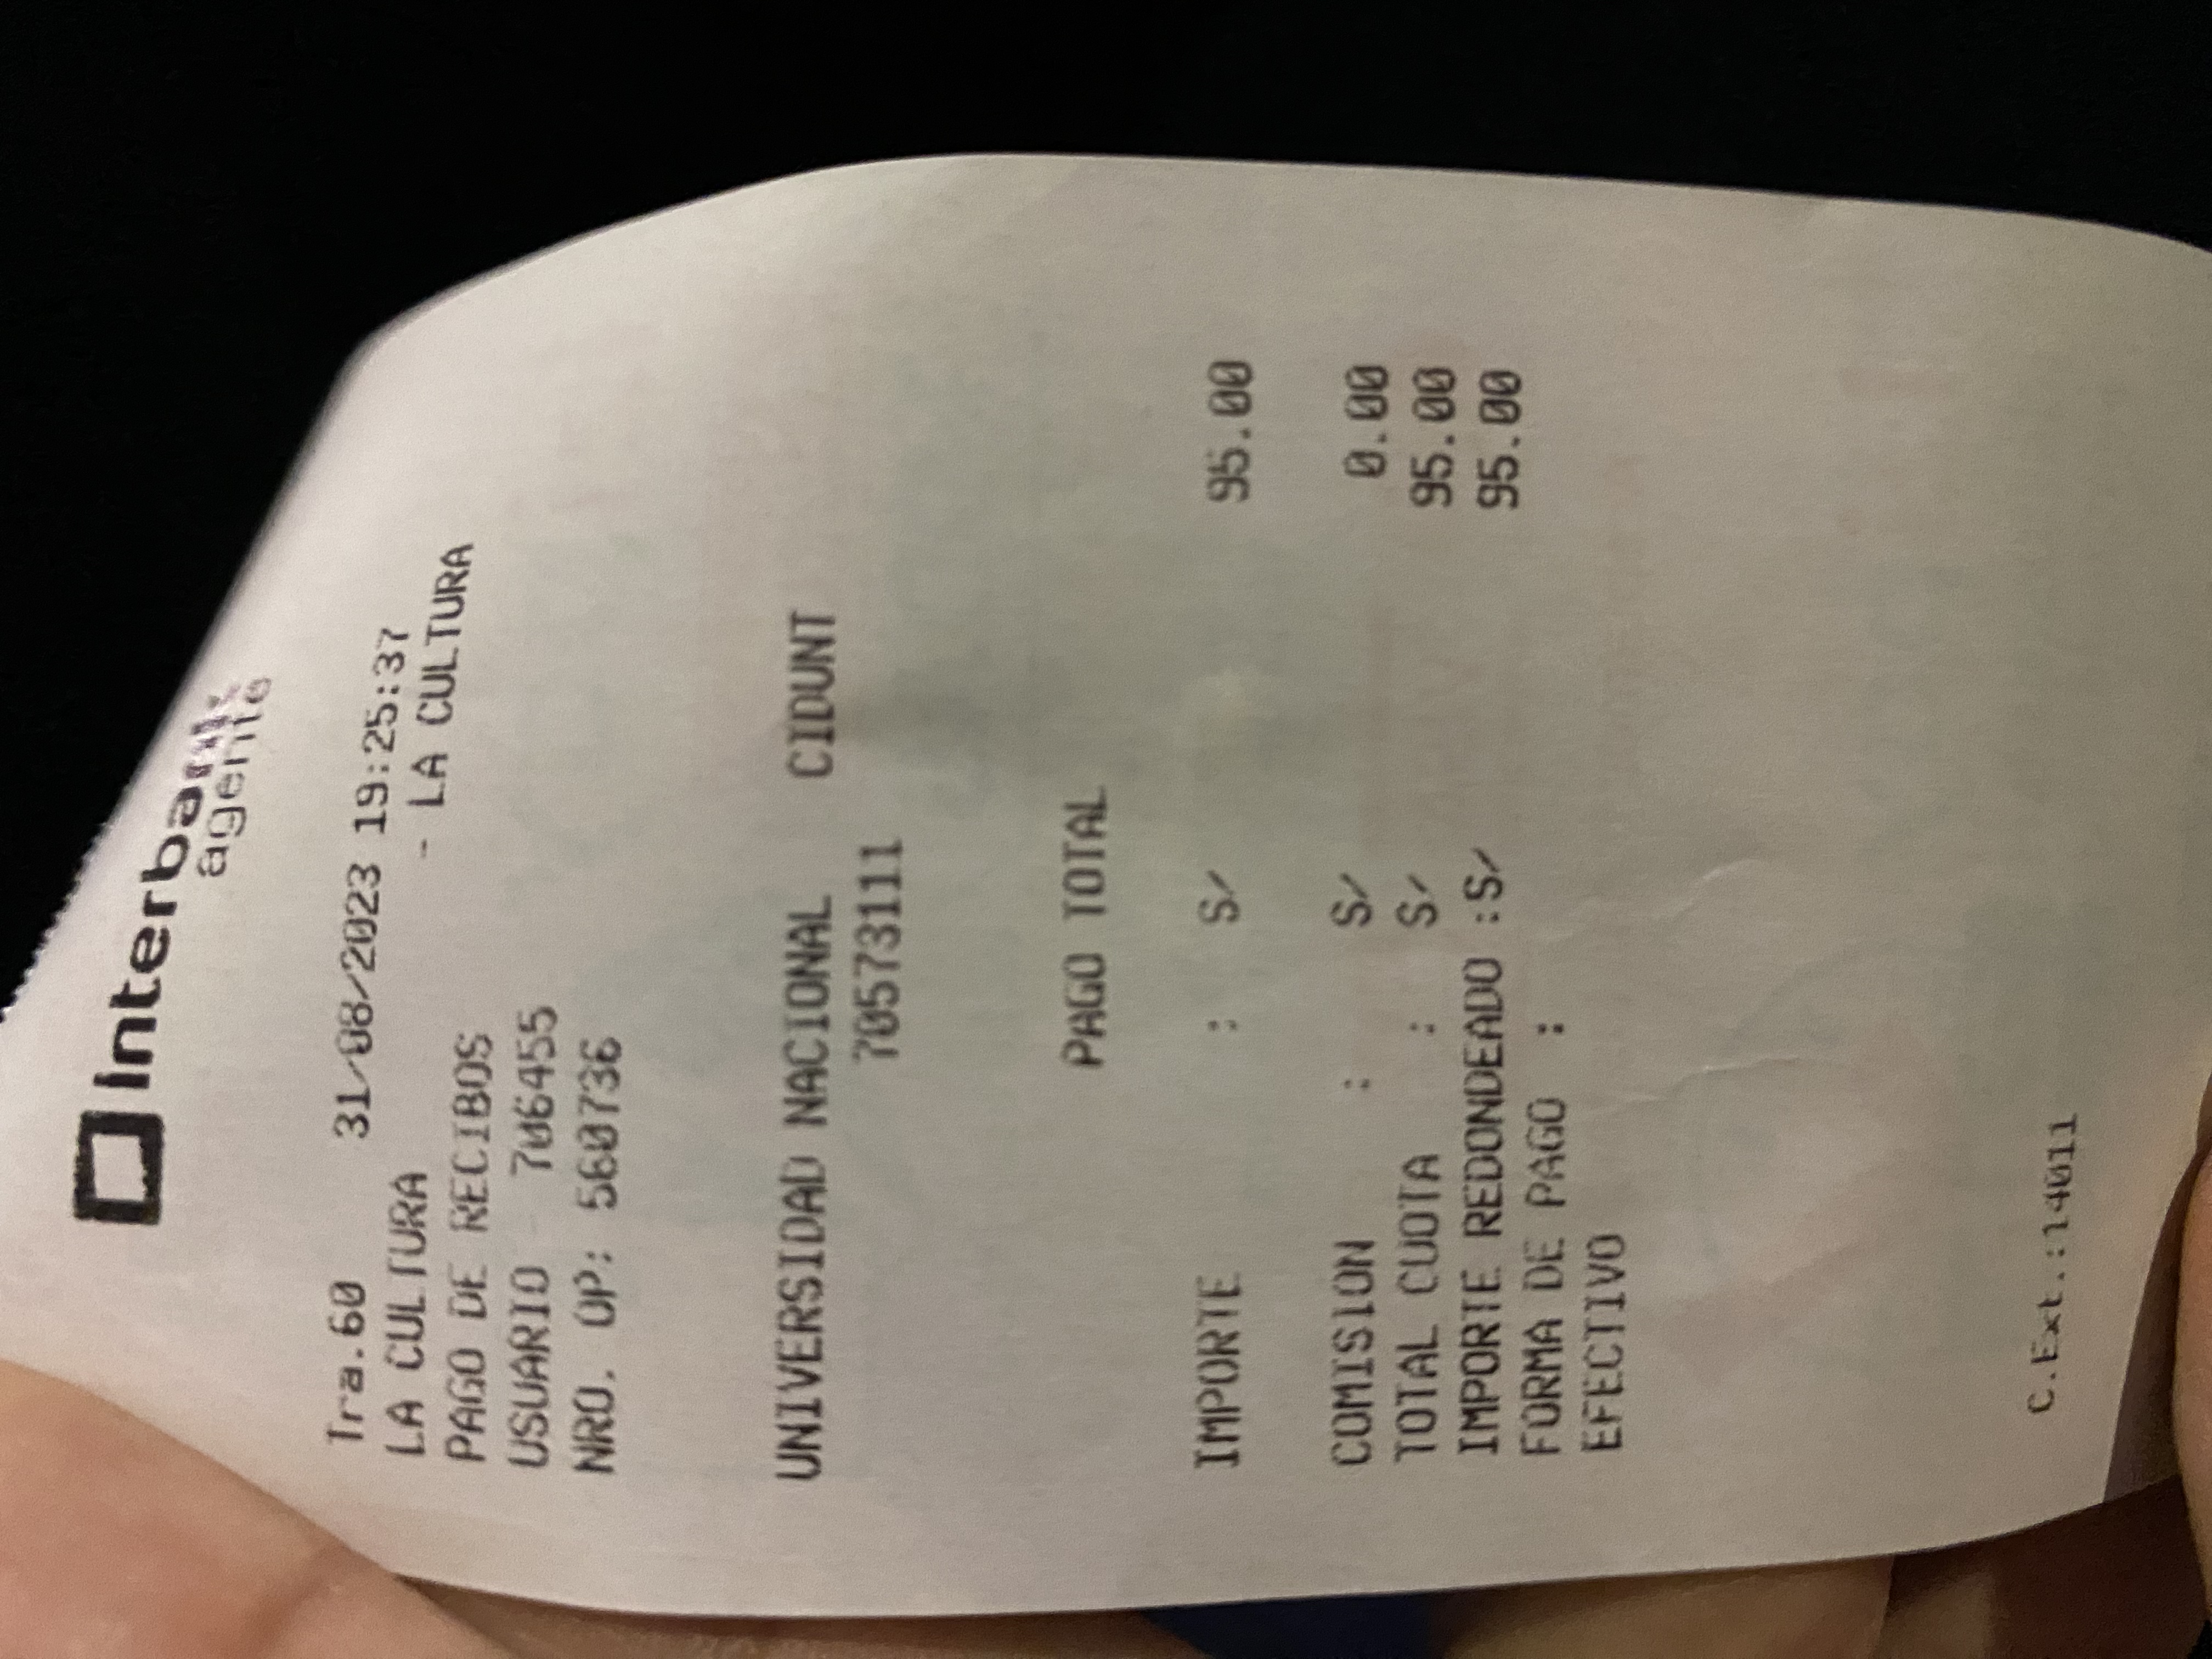 Interbank
agente
Tra.60 31/08/2023 19:25:37
LA CULTURA - LA CULTURA
PAGO DE RECIBOS
USUARIO 706455
NRO. OP: 560736
UNIVERSIDAD NACIONAL CIDUNT
70573111
PAGO TOTAL
IMPORTE : S/ 95.00
COMISION : S/ 0.00
TOTAL CUOTA : S/ 95.00
IMPORTE REDONDEADO :S/ 95.00
FORMA DE PAGO :
EFECTIVO
C.Ext.:14011